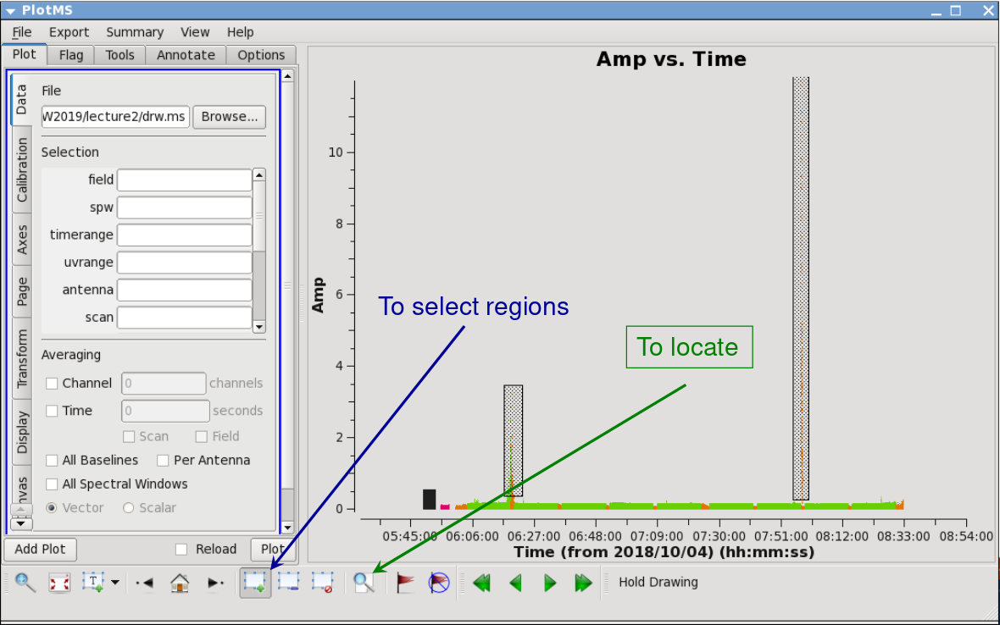 PlotMS
File Export Summary View Help
Plot Flag Tools Annotate Options
Data
Calibration
Axes
Page
Transform
Display
nvas
File
W2019/lecture2/drw.ms Browse...
Selection
field
spw
timerange
uvrange
antenna
scan
Averaging
Channel 0 channels
Time 0 seconds
Scan Field
All Baselines Per Antenna
All Spectral Windows
Vector Scalar
Add Plot Reload Plot
Amp vs. Time
Amp
10
8
6
4
2
0
To select regions
To locate
05:45:00 06:06:00 06:27:00 06:48:00 07:09:00 07:30:00 07:51:00 08:12:00 08:33:00 08:54:00
Time (from 2018/10/04) (hh:mm:ss)
T
Hold Drawing